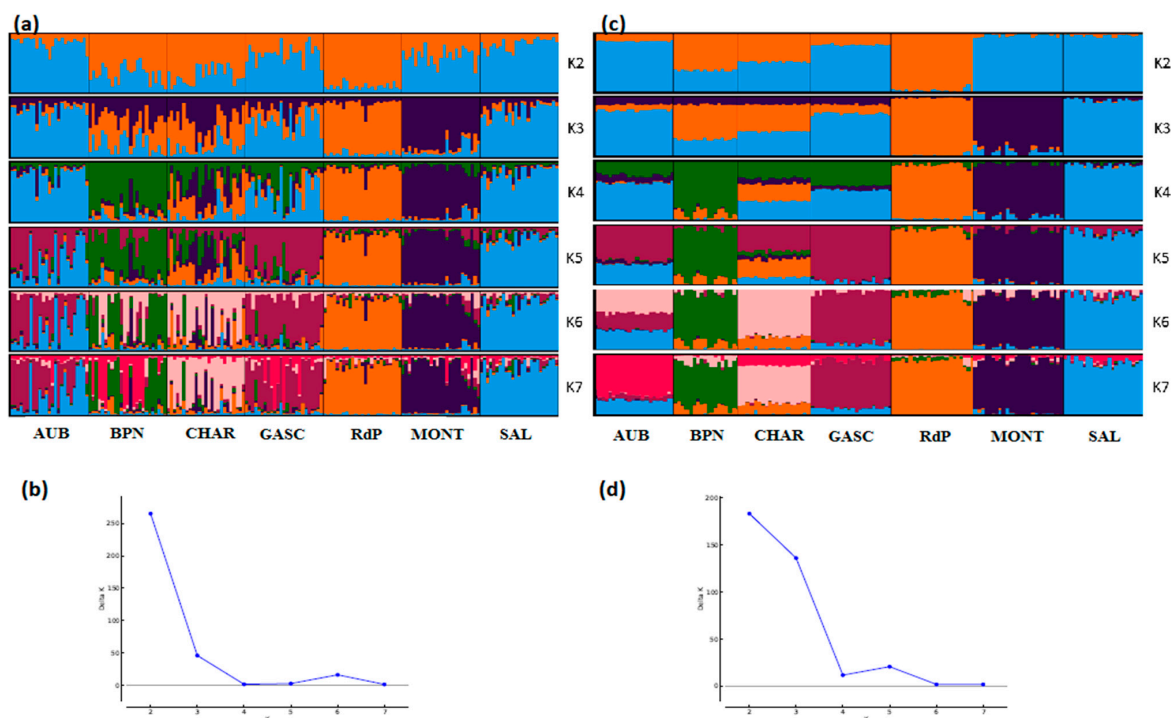 (a)
K2
K3
K4
K5
K6
K7
AUB BPN CHAR GASC RdP MONT SAL
(c)
K2
K3
K4
K5
K6
K7
AUB BPN CHAR GASC RdP MONT SAL
(b)
Delta K
250
200
150
100
50
0
2 3 4 5 6 7
(d)
Delta K
200
150
100
50
0
2 3 4 5 6 7